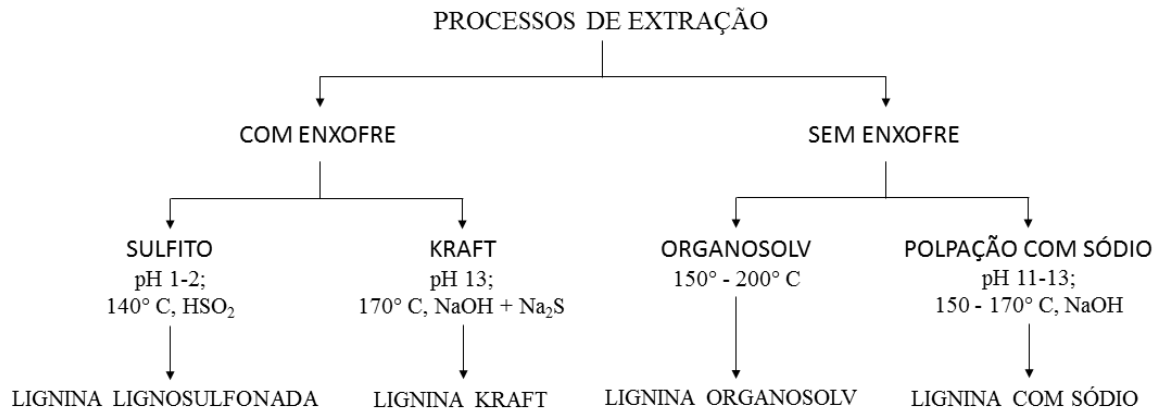 PROCESSOS DE EXTRAÇÃO
COM ENXOFRE
SEM ENXOFRE
SULFITO
pH 1-2;
140° C, HSO₂
KRAFT
pH 13;
170° C, NaOH + Na₂S
ORGANOSOLV
150° - 200° C
POLPAÇÃO COM SÓDIO
pH 11-13;
150 - 170° C, NaOH
LIGNINA LIGNOSULFONADA
LIGNINA KRAFT
LIGNINA ORGANOSOLV
LIGNINA COM SÓDIO